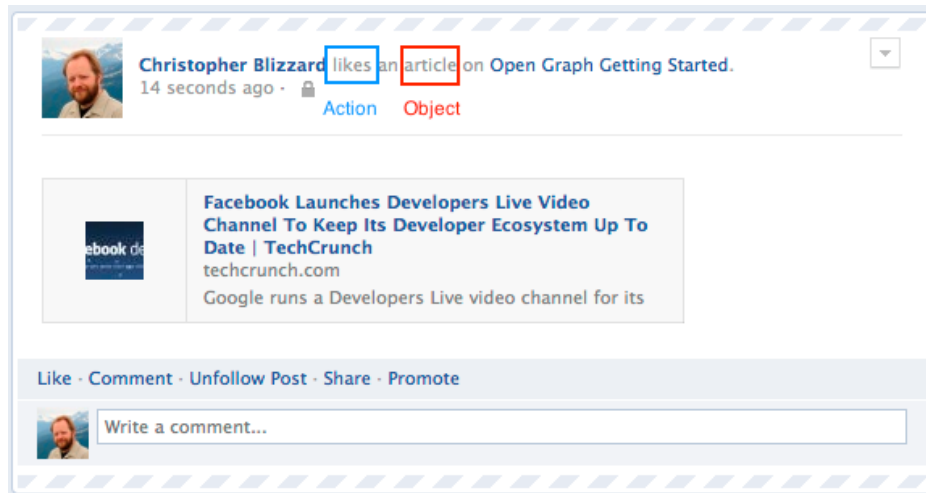 Christopher Blizzard likes an article on Open Graph Getting Started.
14 seconds ago ·
Action Object
Facebook Launches Developers Live Video
Channel To Keep Its Developer Ecosystem Up To
ebook de
Date | TechCrunch
techcrunch.com
Google runs a Developers Live video channel for its
Like · Comment · Unfollow Post · Share · Promote
Write a comment...